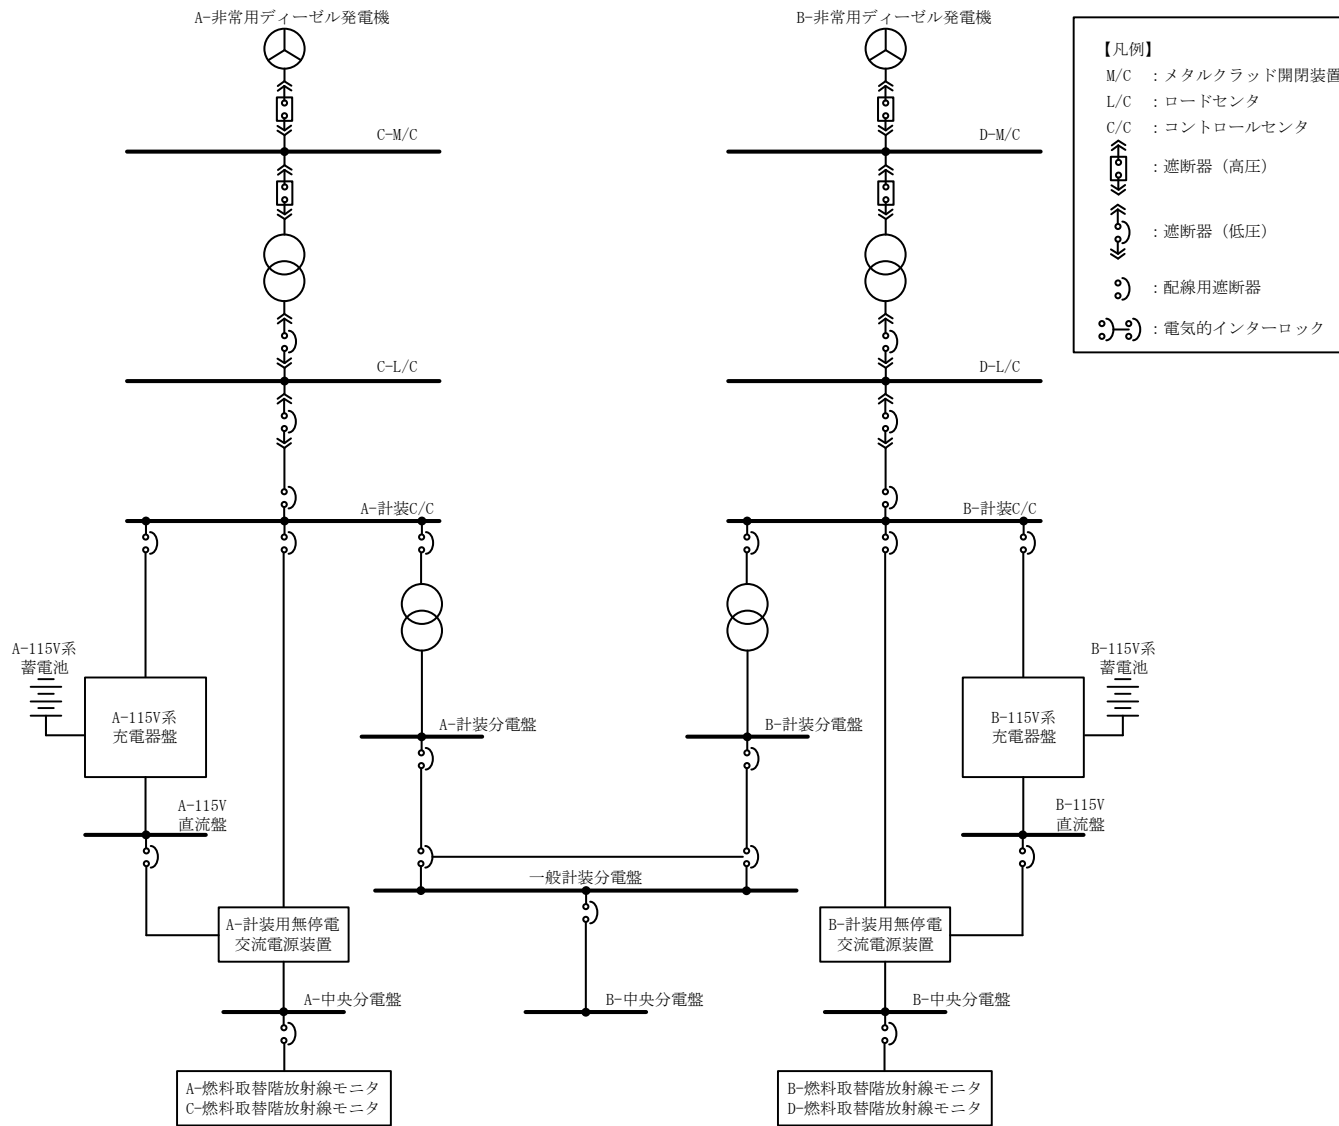 A-非常用ディーゼル発電機
B-非常用ディーゼル発電機
【凡例】
M/C ：メタルクラッド開閉装置
L/C ：ロードセンタ
C/C ：コントロールセンタ
：遮断器（高圧）
：遮断器（低圧）
：配線用遮断器
：電気的インターロック
C-M/C
D-M/C
C-L/C
D-L/C
A-計装C/C
B-計装C/C
A-115V系
蓄電池
A-115V系
充電器盤
B-115V系
蓄電池
B-115V系
充電器盤
A-計装分電盤
B-計装分電盤
A-115V
直流盤
B-115V
直流盤
一般計装分電盤
A-計装用無停電
交流電源装置
B-計装用無停電
交流電源装置
A-中央分電盤
B-中央分電盤
B-中央分電盤
A-燃料取替階放射線モニタ
C-燃料取替階放射線モニタ
B-燃料取替階放射線モニタ
D-燃料取替階放射線モニタ